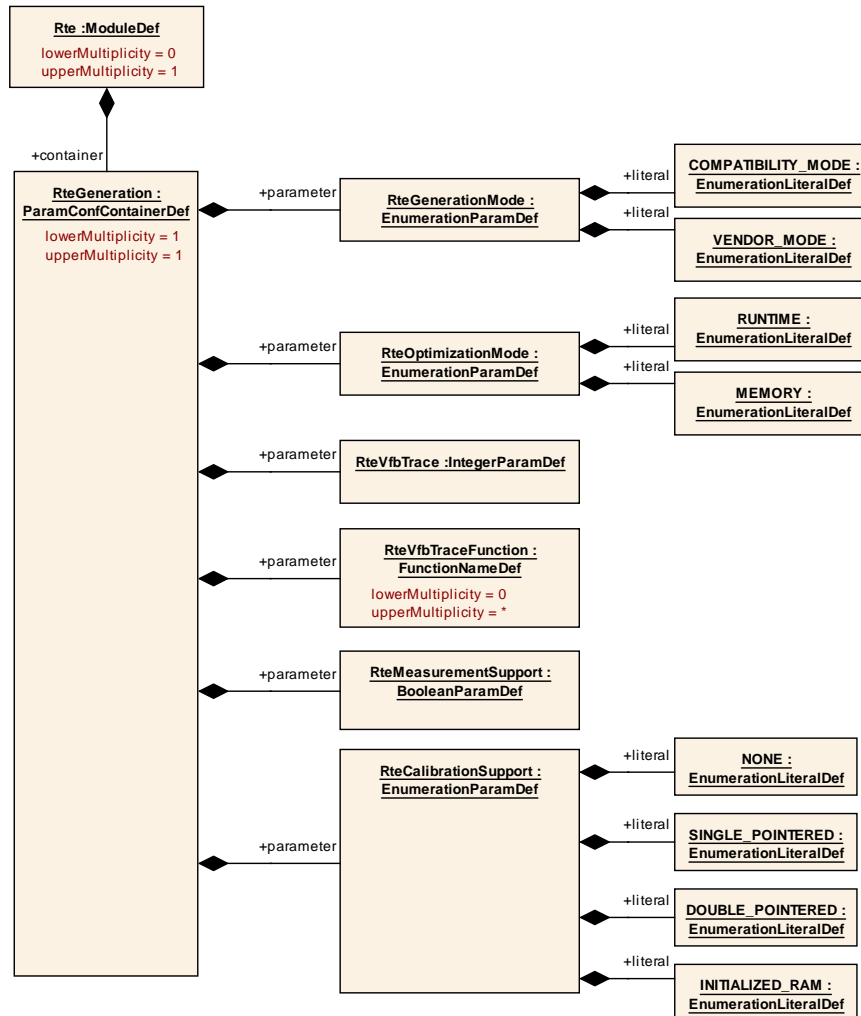 Rte :ModuleDef
lowerMultiplicity = 0
upperMultiplicity = 1
+container
RteGeneration :
ParamConfContainerDef
lowerMultiplicity = 1
upperMultiplicity = 1
+parameter
RteGenerationMode :
EnumerationParamDef
+literal
COMPATIBILITY_MODE :
EnumerationLiteralDef
+literal
VENDOR_MODE :
EnumerationLiteralDef
+parameter
RteOptimizationMode :
EnumerationParamDef
+literal
RUNTIME :
EnumerationLiteralDef
+literal
MEMORY :
EnumerationLiteralDef
+parameter
RteVfbTrace :IntegerParamDef
+parameter
RteVfbTraceFunction :
FunctionNameDef
lowerMultiplicity = 0
upperMultiplicity = *
+parameter
RteMeasurementSupport :
BooleanParamDef
+parameter
RteCalibrationSupport :
EnumerationParamDef
+literal
NONE :
EnumerationLiteralDef
+literal
SINGLE_POINTERED :
EnumerationLiteralDef
+literal
DOUBLE_POINTERED :
EnumerationLiteralDef
+literal
INITIALIZED_RAM :
EnumerationLiteralDef